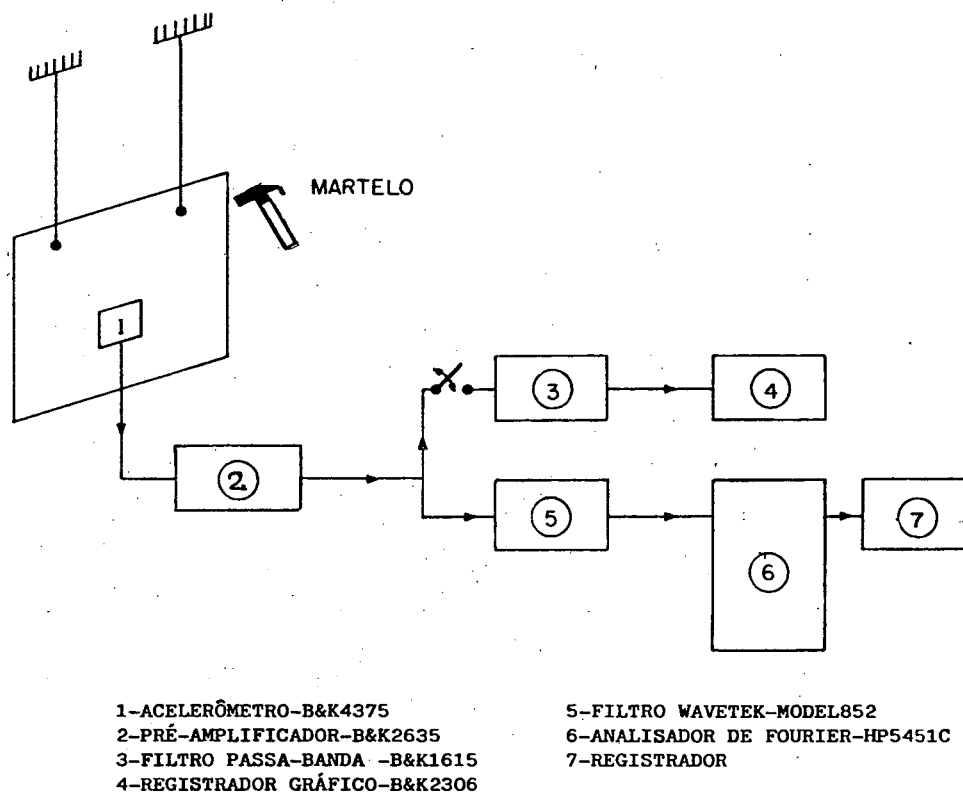 MARTELO
1
2
3
4
5
6
7
1-ACELERÔMETRO-B&K4375
2-PRÉ-AMPLIFICADOR-B&K2635
3-FILTRO PASSA-BANDA -B&K1615
4-REGISTRADOR GRÁFICO-B&K2306
5-FILTRO WAVETEK-MODEL852
6-ANALISADOR DE FOURIER-HP5451C
7-REGISTRADOR